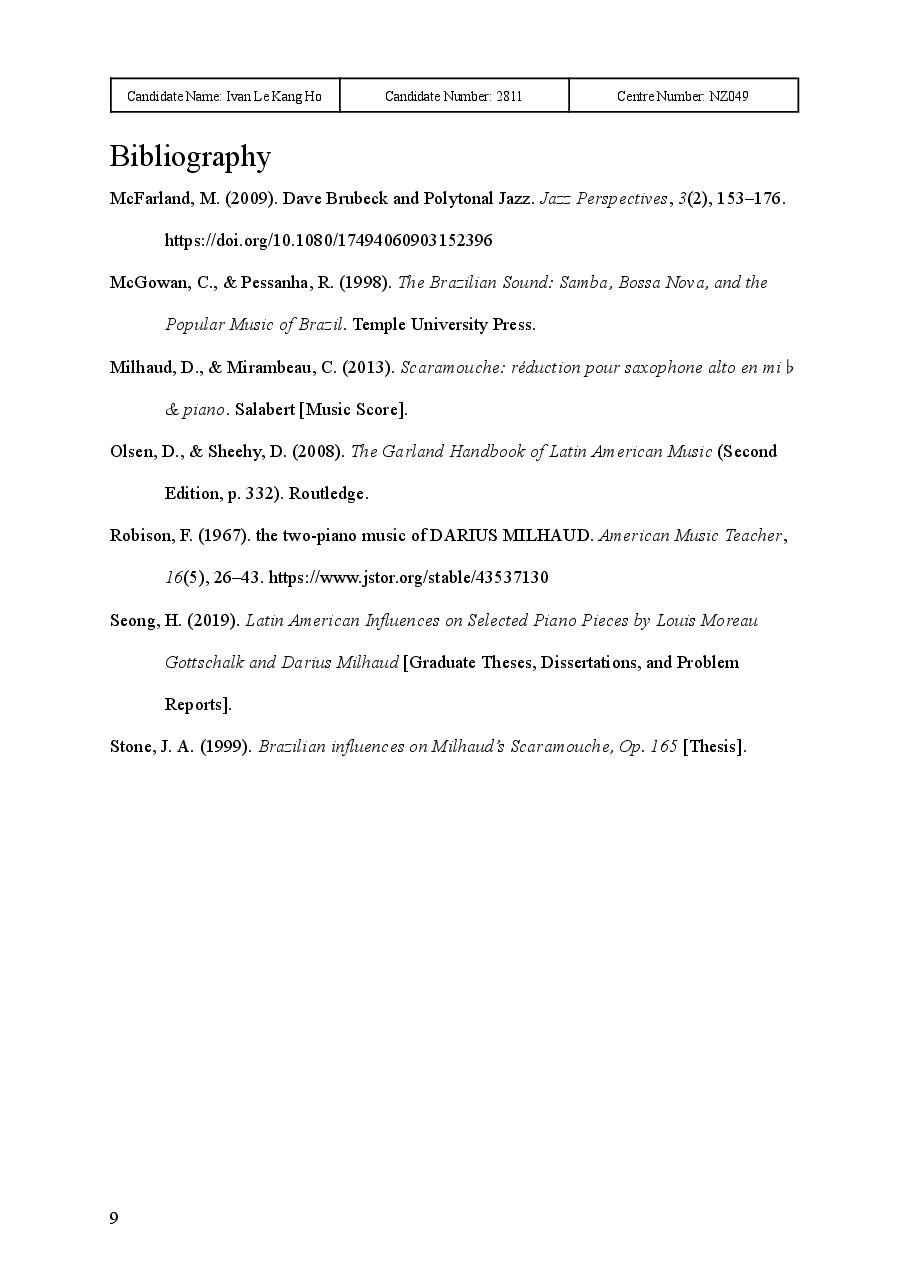 Candidate Name: Ivan Le Kang Ho Candidate Number: 2811 Centre Number: NZ049
Bibliography
McFarland, M. (2009). Dave Brubeck and Polytonal Jazz. Jazz Perspectives, 3(2), 153–176.
https://doi.org/10.1080/17494060903152396
McGowan, C., & Pessanha, R. (1998). The Brazilian Sound: Samba, Bossa Nova, and the
Popular Music of Brazil. Temple University Press.
Milhaud, D., & Mirambeau, C. (2013). Scaramouche: réduction pour saxophone alto en mi ♭
& piano. Salabert [Music Score].
Olsen, D., & Sheehy, D. (2008). The Garland Handbook of Latin American Music (Second
Edition, p. 332). Routledge.
Robison, F. (1967). the two-piano music of DARIUS MILHAUD. American Music Teacher,
16(5), 26–43. https://www.jstor.org/stable/43537130
Seong, H. (2019). Latin American Influences on Selected Piano Pieces by Louis Moreau
Gottschalk and Darius Milhaud [Graduate Theses, Dissertations, and Problem
Reports].
Stone, J. A. (1999). Brazilian influences on Milhaud’s Scaramouche, Op. 165 [Thesis].
9